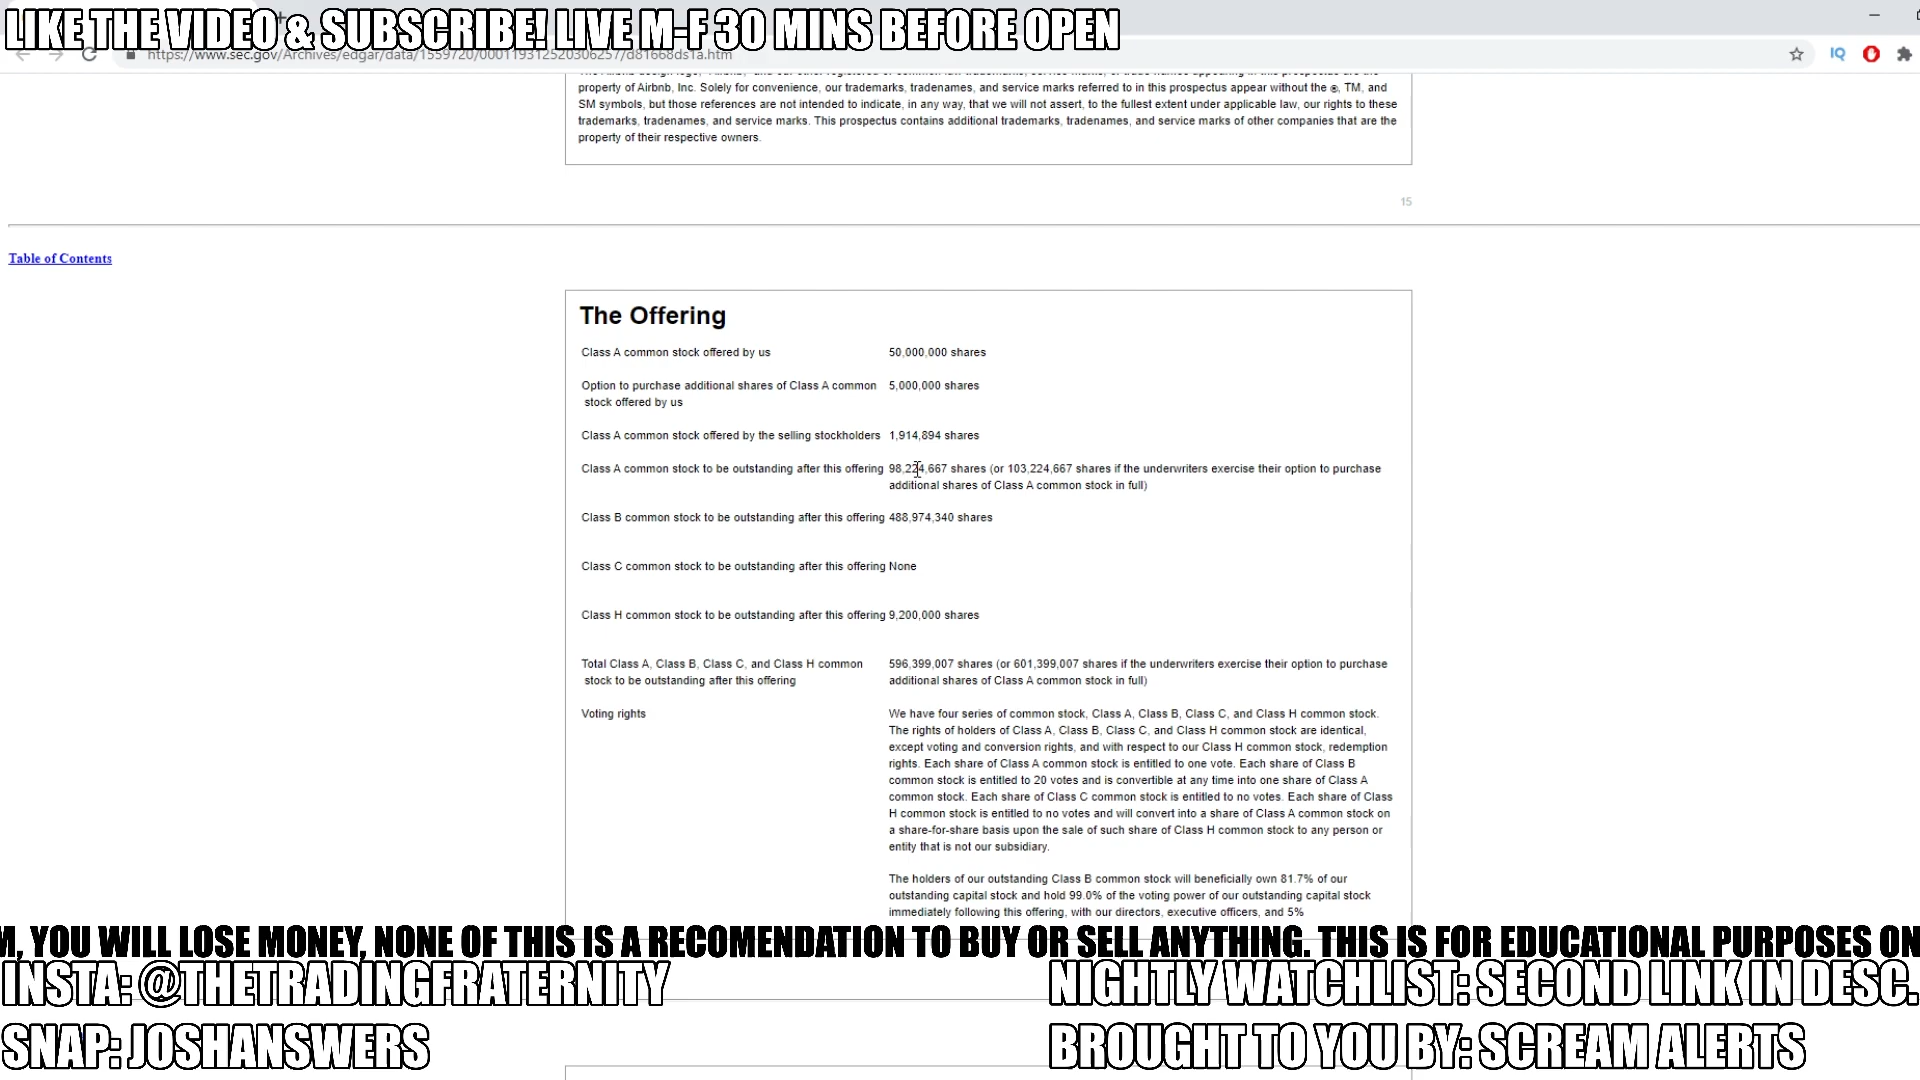 LIKE THE VIDEO & SUBSCRIBE! LIVE M-F 30 MINS BEFORE OPEN
https://www.sec.gov/Archives/edgar/data/1559720/000119312520306257/d81668ds1a.htm
IQ
property of Airbnb, Inc. Solely for convenience, our trademarks, tradenames, and service marks referred to in this prospectus appear without the ®, TM, and
SM symbols, but those references are not intended to indicate, in any way, that we will not assert, to the fullest extent under applicable law, our rights to these
trademarks, tradenames, and service marks. This prospectus contains additional trademarks, tradenames, and service marks of other companies that are the
property of their respective owners.
15
Table of Contents
The Offering
Class A common stock offered by us 50,000,000 shares
Option to purchase additional shares of Class A common 5,000,000 shares
stock offered by us
Class A common stock offered by the selling stockholders 1,914,894 shares
Class A common stock to be outstanding after this offering 98,224,667 shares (or 103,224,667 shares if the underwriters exercise their option to purchase
additional shares of Class A common stock in full)
Class B common stock to be outstanding after this offering 488,974,340 shares
Class C common stock to be outstanding after this offering None
Class H common stock to be outstanding after this offering 9,200,000 shares
Total Class A, Class B, Class C, and Class H common 596,399,007 shares (or 601,399,007 shares if the underwriters exercise their option to purchase
stock to be outstanding after this offering additional shares of Class A common stock in full)
Voting rights We have four series of common stock, Class A, Class B, Class C, and Class H common stock.
The rights of holders of Class A, Class B, Class C, and Class H common stock are identical,
except voting and conversion rights, and with respect to our Class H common stock, redemption
rights. Each share of Class A common stock is entitled to one vote. Each share of Class B
common stock is entitled to 20 votes and is convertible at any time into one share of Class A
common stock. Each share of Class C common stock is entitled to no votes. Each share of Class
H common stock is entitled to no votes and will convert into a share of Class A common stock on
a share-for-share basis upon the sale of such share of Class H common stock to any person or
entity that is not our subsidiary.
The holders of our outstanding Class B common stock will beneficially own 81.7% of our
outstanding capital stock and hold 99.0% of the voting power of our outstanding capital stock
immediately following this offering, with our directors, executive officers, and 5%
M, YOU WILL LOSE MONEY, NONE OF THIS IS A RECOMENDATION TO BUY OR SELL ANYTHING. THIS IS FOR EDUCATIONAL PURPOSES ON
INSTA: @THETRADINGFRATERNITY
NIGHTLY WATCHLIST: SECOND LINK IN DESC.
SNAP: JOSHANSWERS
BROUGHT TO YOU BY: SCREAM ALERTS